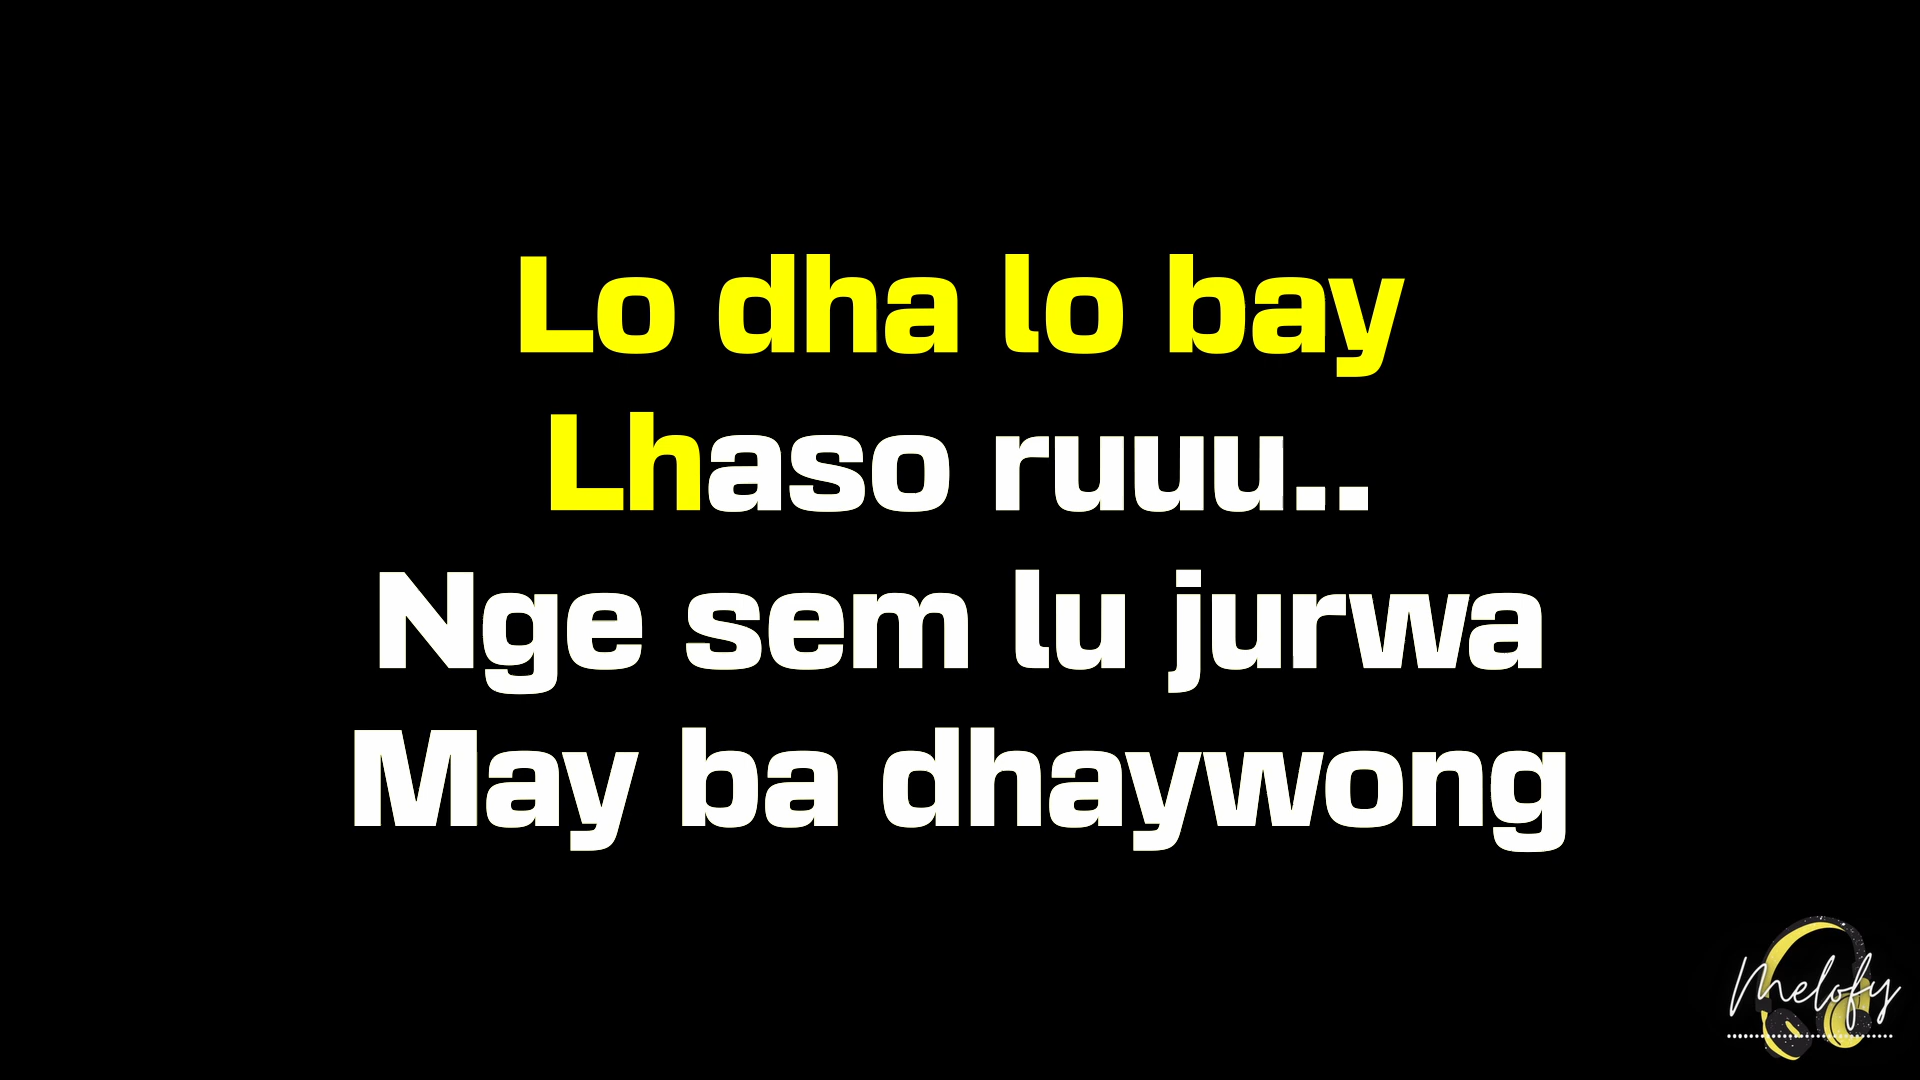 Lo dha lo bay
Lhaso ruuu..
Nge sem lu jurwa
May ba dhaywong
Melofy